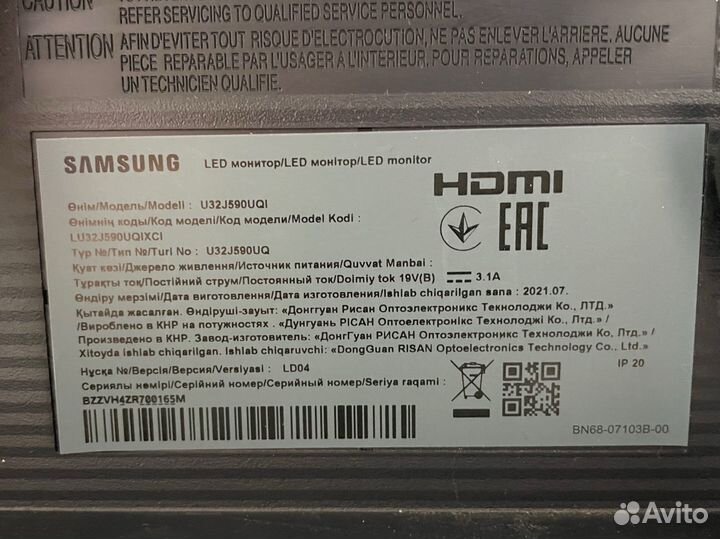 CAUTION
REFER SERVICING TO QUALIFIED SERVICE PERSONNEL.
ATTENTION AFIN D'EVITER TOUT RISQUE D'ELECTROCUTION, NE PAS ENLEVER L'ARRIERE. AUCUNE
PIECE REPARABLE PAR L'USAGER A L'INTERIEUR. POUR REPARATIONS, APPELER
UN TECHNICIEN QUALIFIE.
SAMSUNG LED монитор/LED монітор/LED monitor
HDMI
Өнім/Модель/Modeli : U32J590UQI
Өнімнің коды/Код моделі/Код модели/Model Kodi :
LU32J590UQIXCI
Түр №/Тип №/Turi No : U32J590UQ
EAC
Қуат көзі/Джерело живлення/Источник питания/Quvvat Manbai :
Тұрақты тоқ/Постійний струм/Постоянный ток/Doimiy tok 19V(B) 3.1A
Өндіру мерзімі/Дата виготовлення/Дата изготовления/Ishlab chiqarilgan sana : 2021.07.
Қытайда жасалған. Өндіруші-зауыт: «Донггуан Рисан Оптоэлектроникс Текнолоджи Ко., ЛТД.»
/Вироблено в КНР на потужностях . «Дунгуань РІСАН Оптоелектронікс Технолоджі Ко., Лтд.» /
Произведено в КНР. Завод-изготовитель: «ДонгГуан Рисан Оптоэлектроникс Текнолоджи Ко., Лтд.» /
Xitoyda ishlab chiqarilgan. Ishlab chiqaruvchi: «DongGuan RISAN Optoelectronics Technology Co., Ltd.»
Нұсқа №/Версія/Версия/Versiyasi : LD04
IP 20
Сериялы нөмірі/Серійний номер/Серийный номер/Seriya raqami :
BZZVH4ZR700165M
BN68-07103B-00
Avito